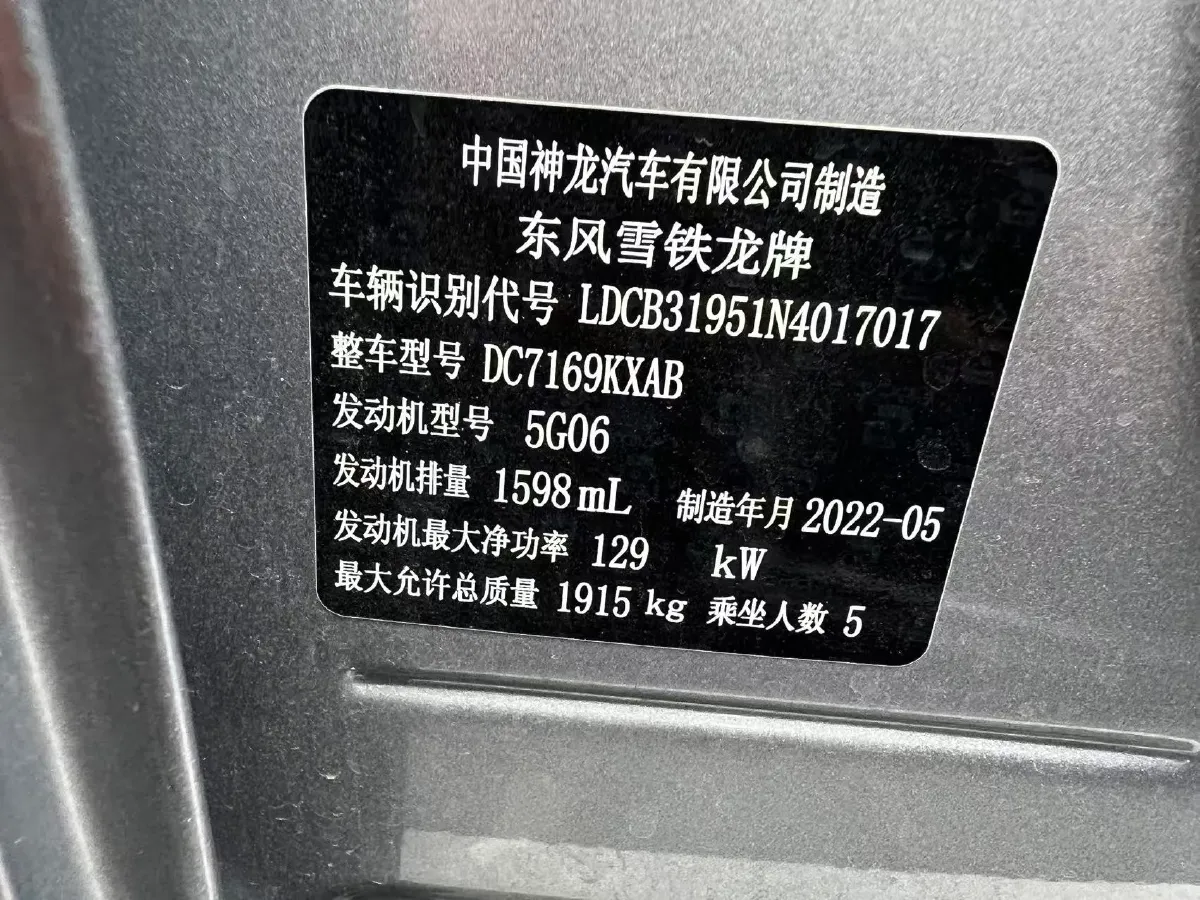 中国神龙汽车有限公司制造
东风雪铁龙牌
车辆识别代号 LDCB31951N4017017
整车型号 DC7169KXAB
发动机型号 5G06
发动机排量 1598mL 制造年月 2022-05
发动机最大净功率 129 kW
最大允许总质量 1915 kg 乘坐人数 5